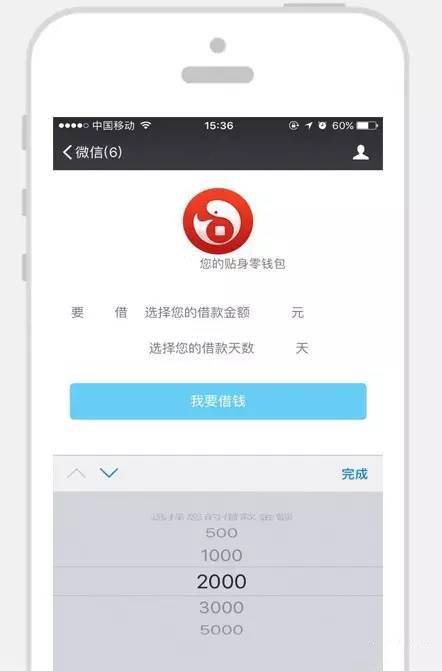 ●●●●○ 中国移动 15:36 60%
微信(6)
您的贴身零钱包
要 借 选择您的借款金额 元
选择您的借款天数 天
我要借钱
完成
选择您的借款金额
500
1000
2000
3000
5000